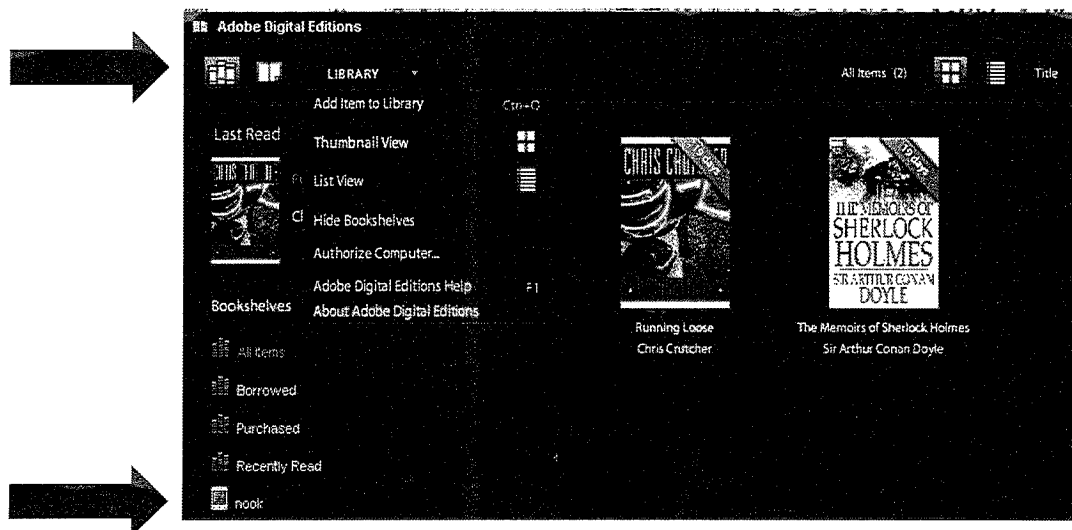 Adobe Digital Editions
LIBRARY
All Items (2)
Title
Add Item to Library Ctrl+O
Thumbnail View
List View
Hide Bookshelves
Authorize Computer...
Adobe Digital Editions Help F1
About Adobe Digital Editions
Last Read
Bookshelves
All Items
Borrowed
Purchased
Recently Read
nook
CHRIS
Running Loose
Chris Crutcher
days
THE MEMOIRS OF
SHERLOCK
HOLMES
SIR ARTHUR CONAN
DOYLE
The Memoirs of Sherlock Holmes
Sir Arthur Conan Doyle